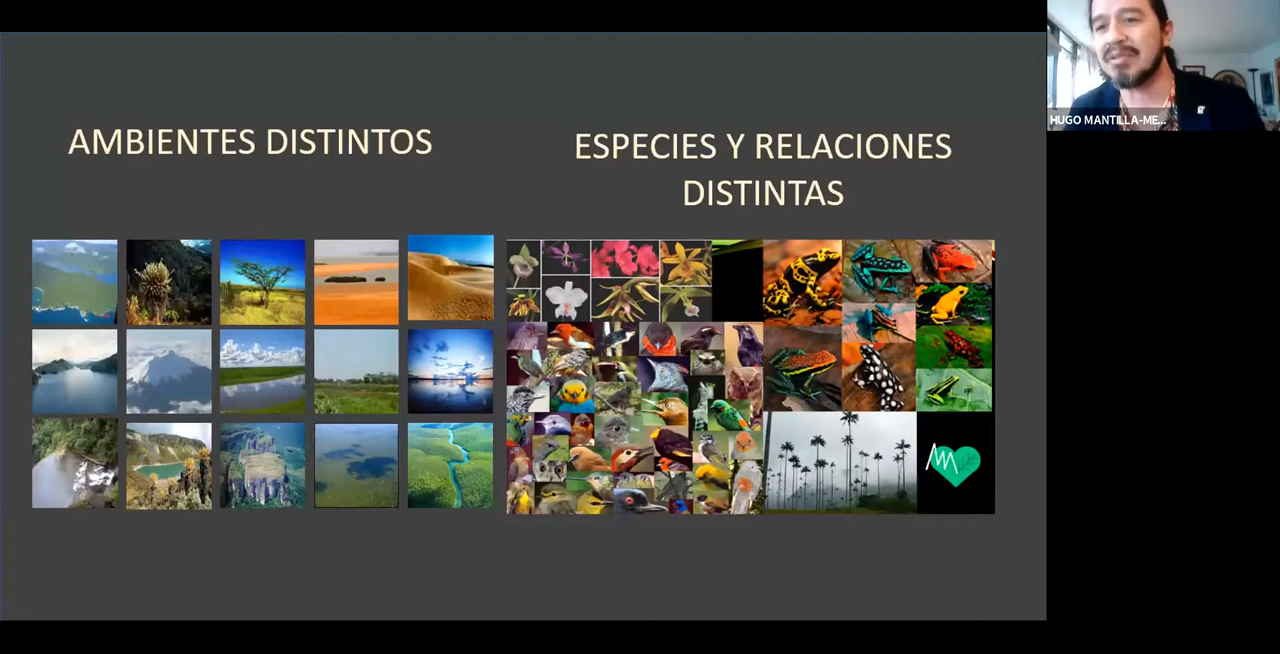 AMBIENTES DISTINTOS
ESPECIES Y RELACIONES
DISTINTAS
HUGO MANTILLA-ME...